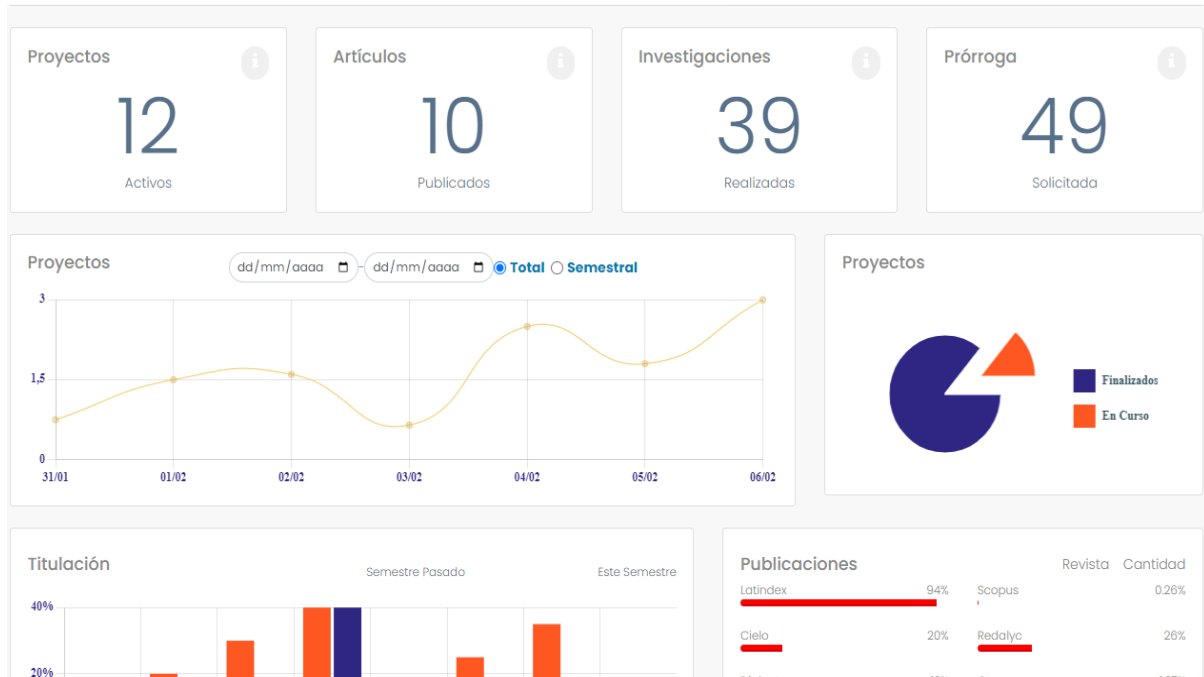 Proyectos
12
Activos
Artículos
10
Publicados
Investigaciones
39
Realizadas
Prórroga
49
Solicitada
Proyectos
dd/mm/aaaa - dd/mm/aaaa Total Semestral
3
1,5
0
31/01 01/02 02/02 03/02 04/02 05/02 06/02
Proyectos
Finalizados
En Curso
Titulación
Semestre Pasado Este Semestre
40%
20%
Publicaciones Revista Cantidad
Latindex 94% Scopus 0.26%
Cielo 20% Redalyc 26%